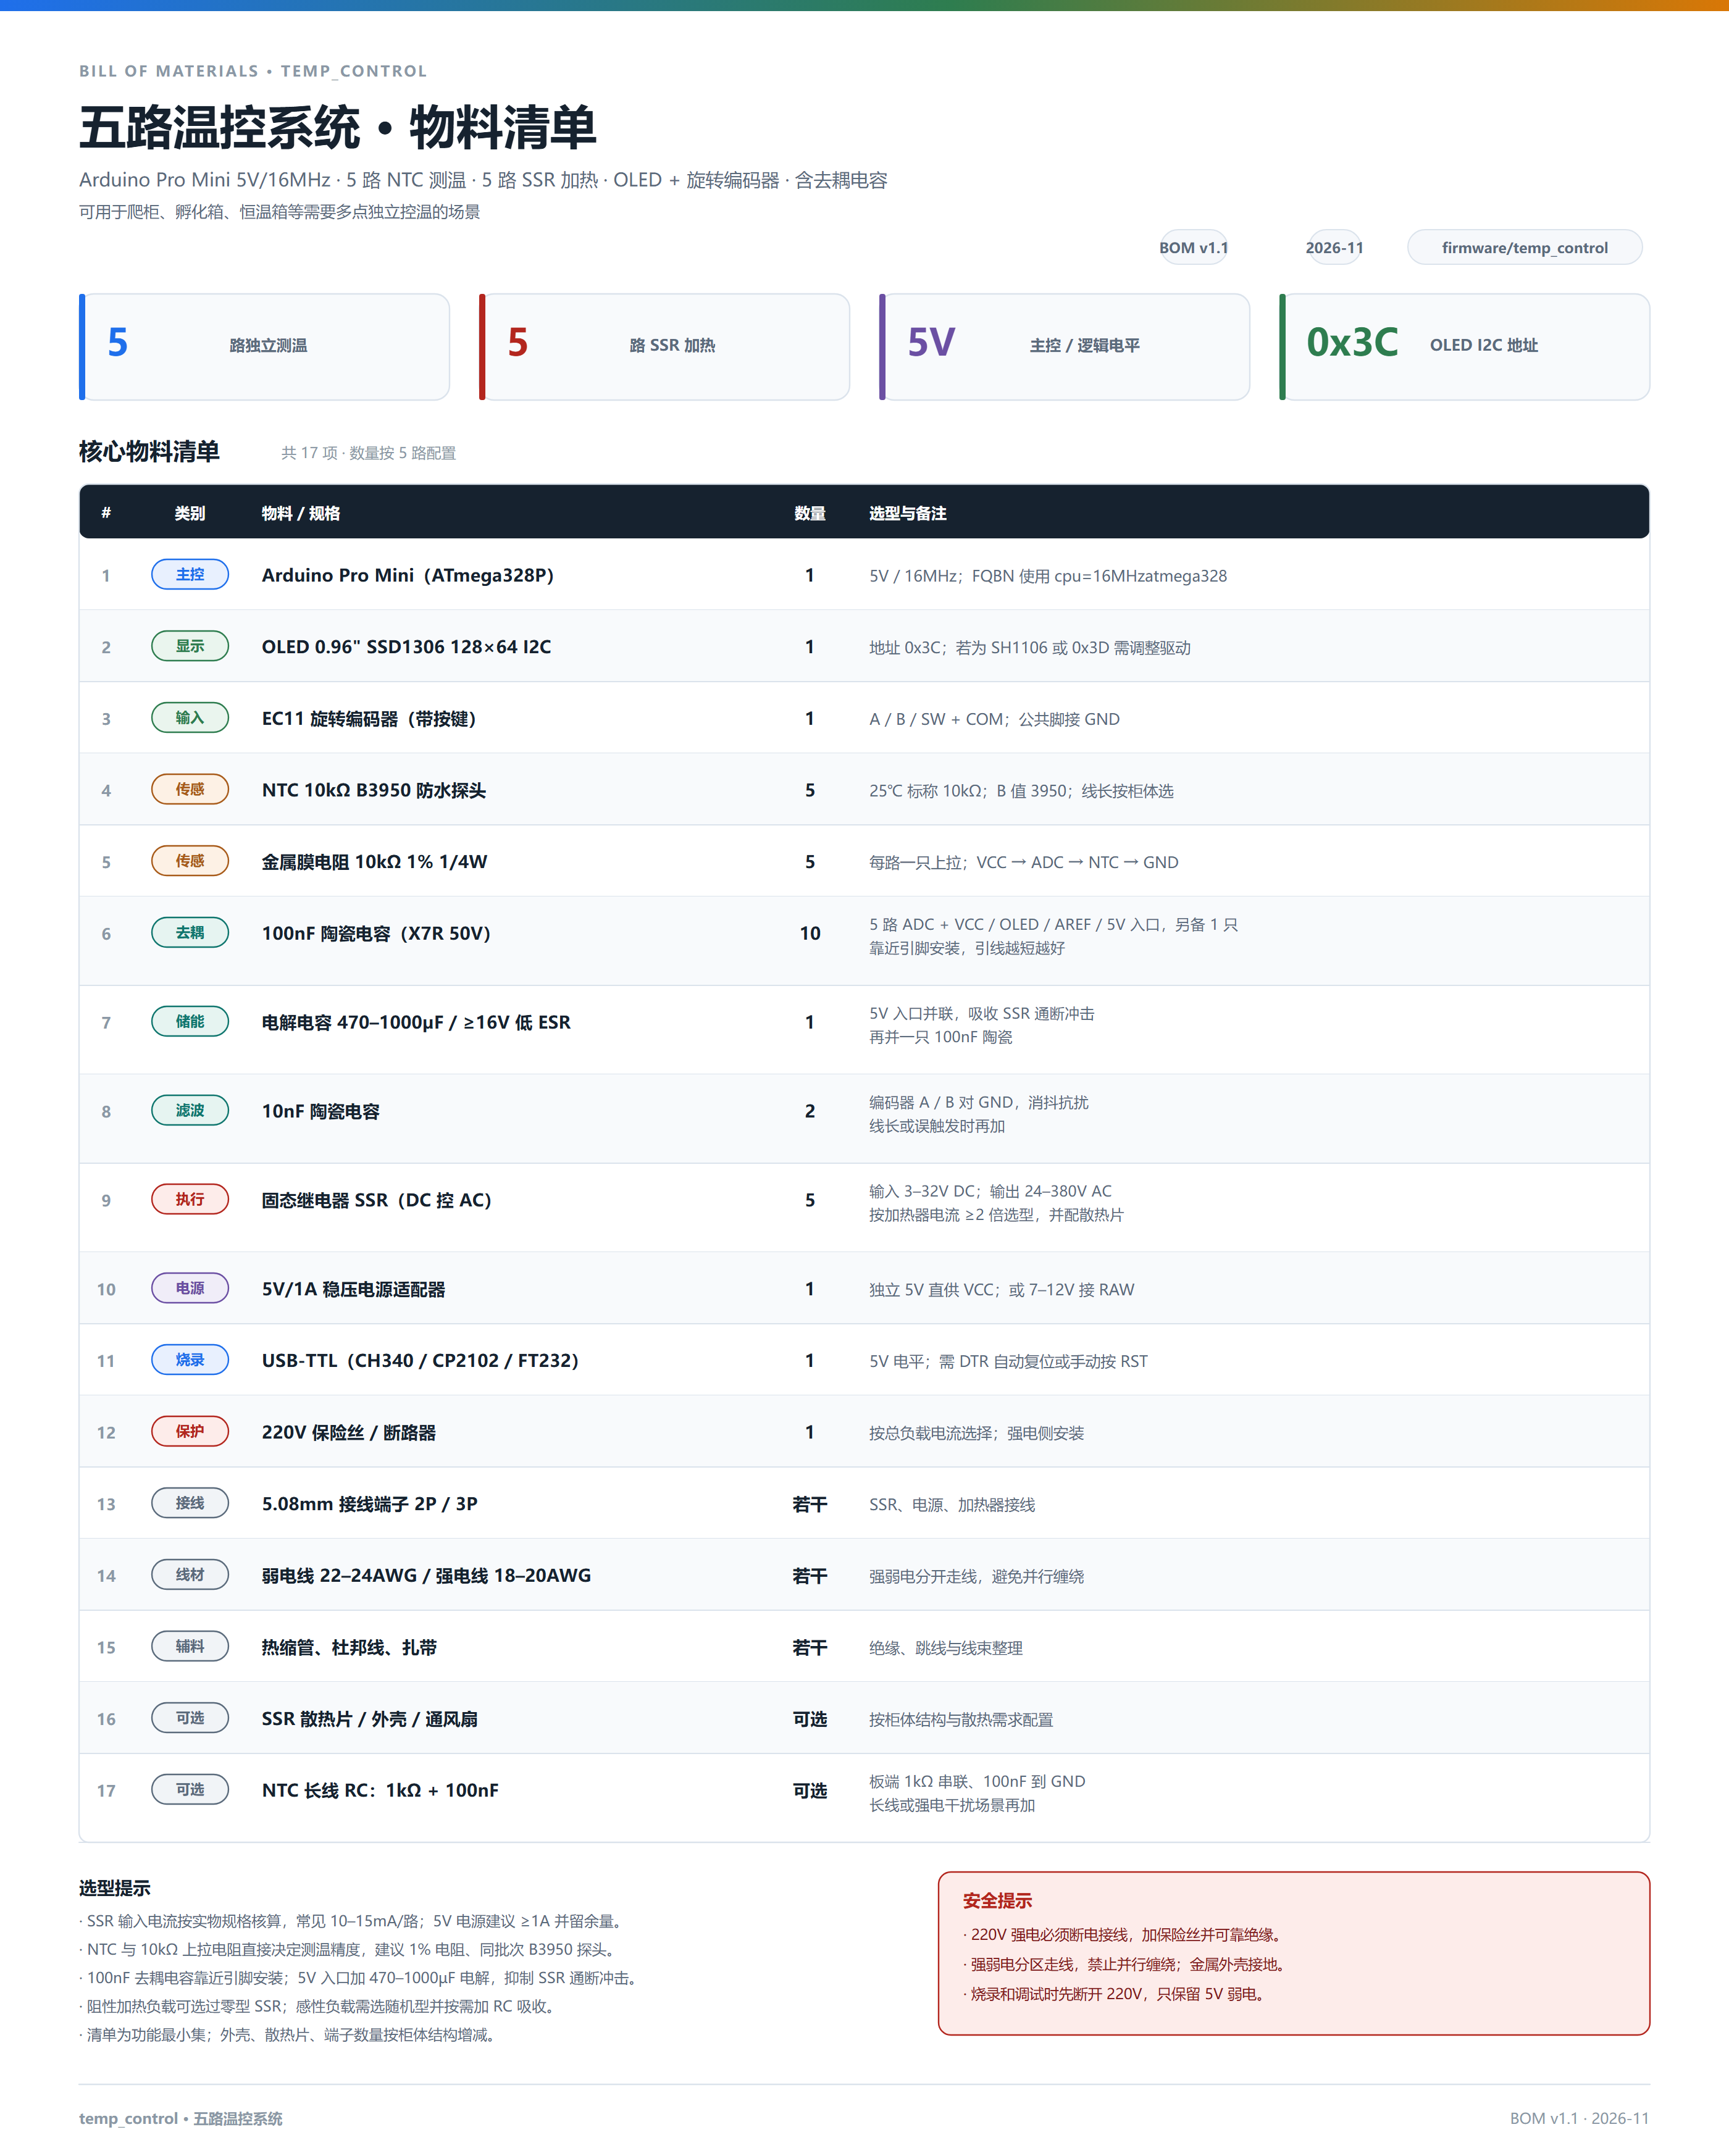 BILL OF MATERIALS • TEMP_CONTROL
五路温控系统 • 物料清单
Arduino Pro Mini 5V/16MHz · 5 路 NTC 测温 · 5 路 SSR 加热 · OLED + 旋转编码器 · 含去耦电容
可用于爬柜、孵化箱、恒温箱等需要多点独立控温的场景
BOM v1.1 2026-11 firmware/temp_control
5 路独立测温 5 路 SSR 加热 5V 主控 / 逻辑电平 0x3C OLED I2C 地址
核心物料清单 共 17 项 · 数量按 5 路配置
# 类别 物料 / 规格 数量 选型与备注
1 主控 Arduino Pro Mini（ATmega328P） 1 5V / 16MHz；FQBN 使用 cpu=16MHzatmega328
2 显示 OLED 0.96" SSD1306 128×64 I2C 1 地址 0x3C；若为 SH1106 或 0x3D 需调整驱动
3 输入 EC11 旋转编码器（带按键） 1 A / B / SW + COM；公共脚接 GND
4 传感 NTC 10kΩ B3950 防水探头 5 25℃ 标称 10kΩ；B 值 3950；线长按柜体选
5 传感 金属膜电阻 10kΩ 1% 1/4W 5 每路一只上拉；VCC → ADC → NTC → GND
6 去耦 100nF 陶瓷电容（X7R 50V） 10 5 路 ADC + VCC / OLED / AREF / 5V 入口，另备 1 只
靠近引脚安装，引线越短越好
7 储能 电解电容 470–1000µF / ≥16V 低 ESR 1 5V 入口并联，吸收 SSR 通断冲击
再并一只 100nF 陶瓷
8 滤波 10nF 陶瓷电容 2 编码器 A / B 对 GND，消抖抗扰
线长或误触发时再加
9 执行 固态继电器 SSR（DC 控 AC） 5 输入 3–32V DC；输出 24–380V AC
按加热器电流 ≥2 倍选型，并配散热片
10 电源 5V/1A 稳压电源适配器 1 独立 5V 直供 VCC；或 7–12V 接 RAW
11 烧录 USB-TTL（CH340 / CP2102 / FT232） 1 5V 电平；需 DTR 自动复位或手动按 RST
12 保护 220V 保险丝 / 断路器 1 按总负载电流选择；强电侧安装
13 接线 5.08mm 接线端子 2P / 3P 若干 SSR、电源、加热器接线
14 线材 弱电线 22–24AWG / 强电线 18–20AWG 若干 强弱电分开走线，避免并行缠绕
15 辅料 热缩管、杜邦线、扎带 若干 绝缘、跳线与线束整理
16 可选 SSR 散热片 / 外壳 / 通风扇 可选 按柜体结构与散热需求配置
17 可选 NTC 长线 RC：1kΩ + 100nF 可选 板端 1kΩ 串联、100nF 到 GND
长线或强电干扰场景再加
选型提示
· SSR 输入电流按实物规格核算，常见 10–15mA/路；5V 电源建议 ≥1A 并留余量。
· NTC 与 10kΩ 上拉电阻直接决定测温精度，建议 1% 电阻、同批次 B3950 探头。
· 100nF 去耦电容靠近引脚安装；5V 入口加 470–1000µF 电解，抑制 SSR 通断冲击。
· 阻性加热负载可选过零型 SSR；感性负载需选随机型并按需加 RC 吸收。
· 清单为功能最小集；外壳、散热片、端子数量按柜体结构增减。
安全提示
· 220V 强电必须断电接线，加保险丝并可靠绝缘。
· 强弱电分区走线，禁止并行缠绕；金属外壳接地。
· 烧录和调试时先断开 220V，只保留 5V 弱电。
temp_control • 五路温控系统 BOM v1.1 · 2026-11